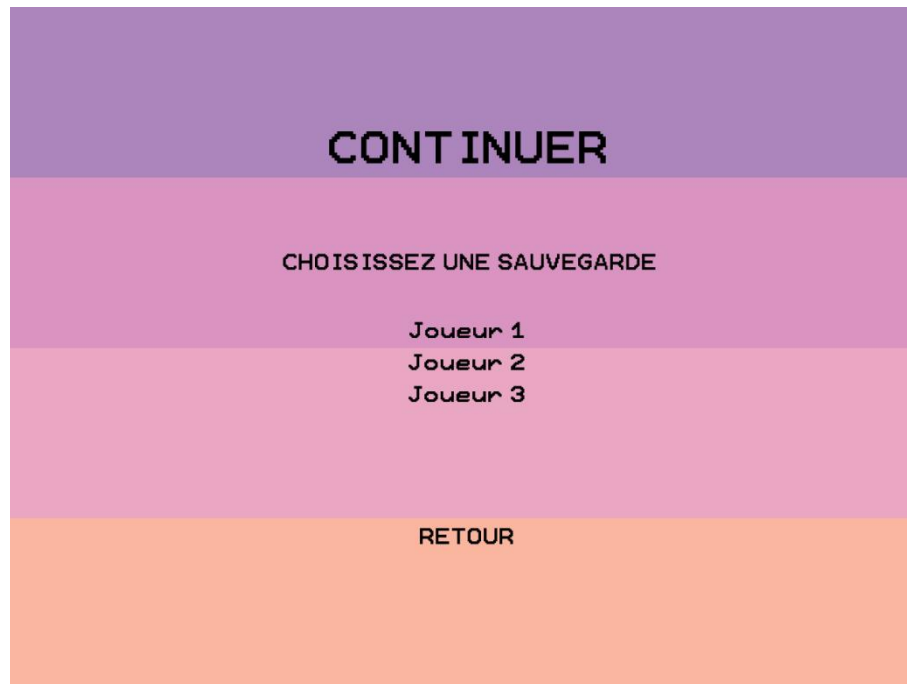 CONTINUER
CHOISISSEZ UNE SAUVEGARDE
Joueur 1
Joueur 2
Joueur 3
RETOUR